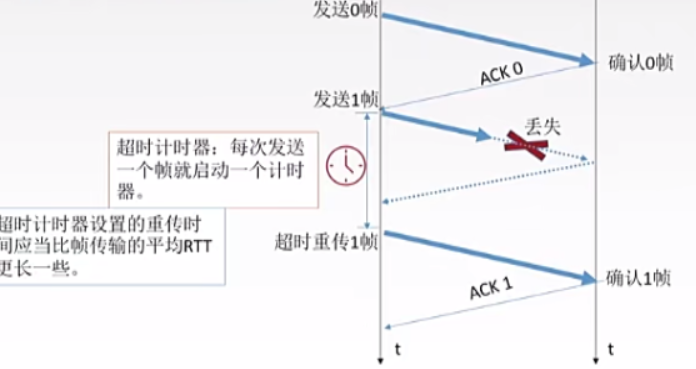 发送0帧
确认0帧
ACK 0
发送1帧
丢失
超时计时器：每次发送
一个帧就启动一个计时
器。
超时计时器设置的重传时
间应当比帧传输的平均RTT
更长一些。
超时重传1帧
确认1帧
ACK 1
t
t